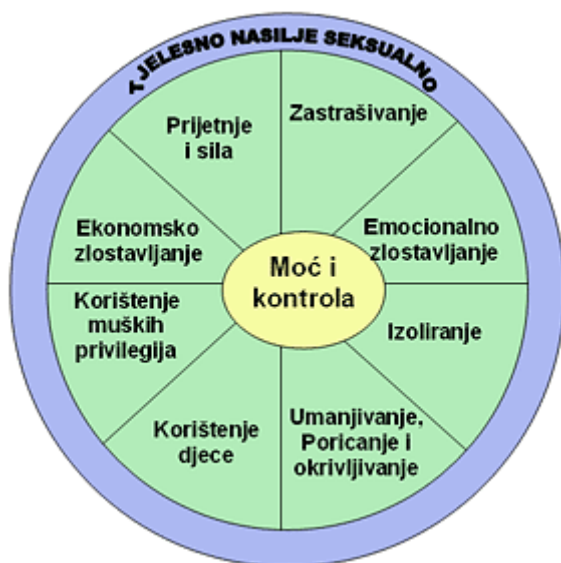 TJELESNO NASILJE SEKSUALNO
Prijetnje
i sila
Zastrašivanje
Ekonomsko
zlostavljanje
Emocionalno
zlostavljanje
Moć i
kontrola
Korištenje
muških
privilegija
Izoliranje
Korištenje
djece
Umanjivanje,
Poricanje i
okrivljivanje